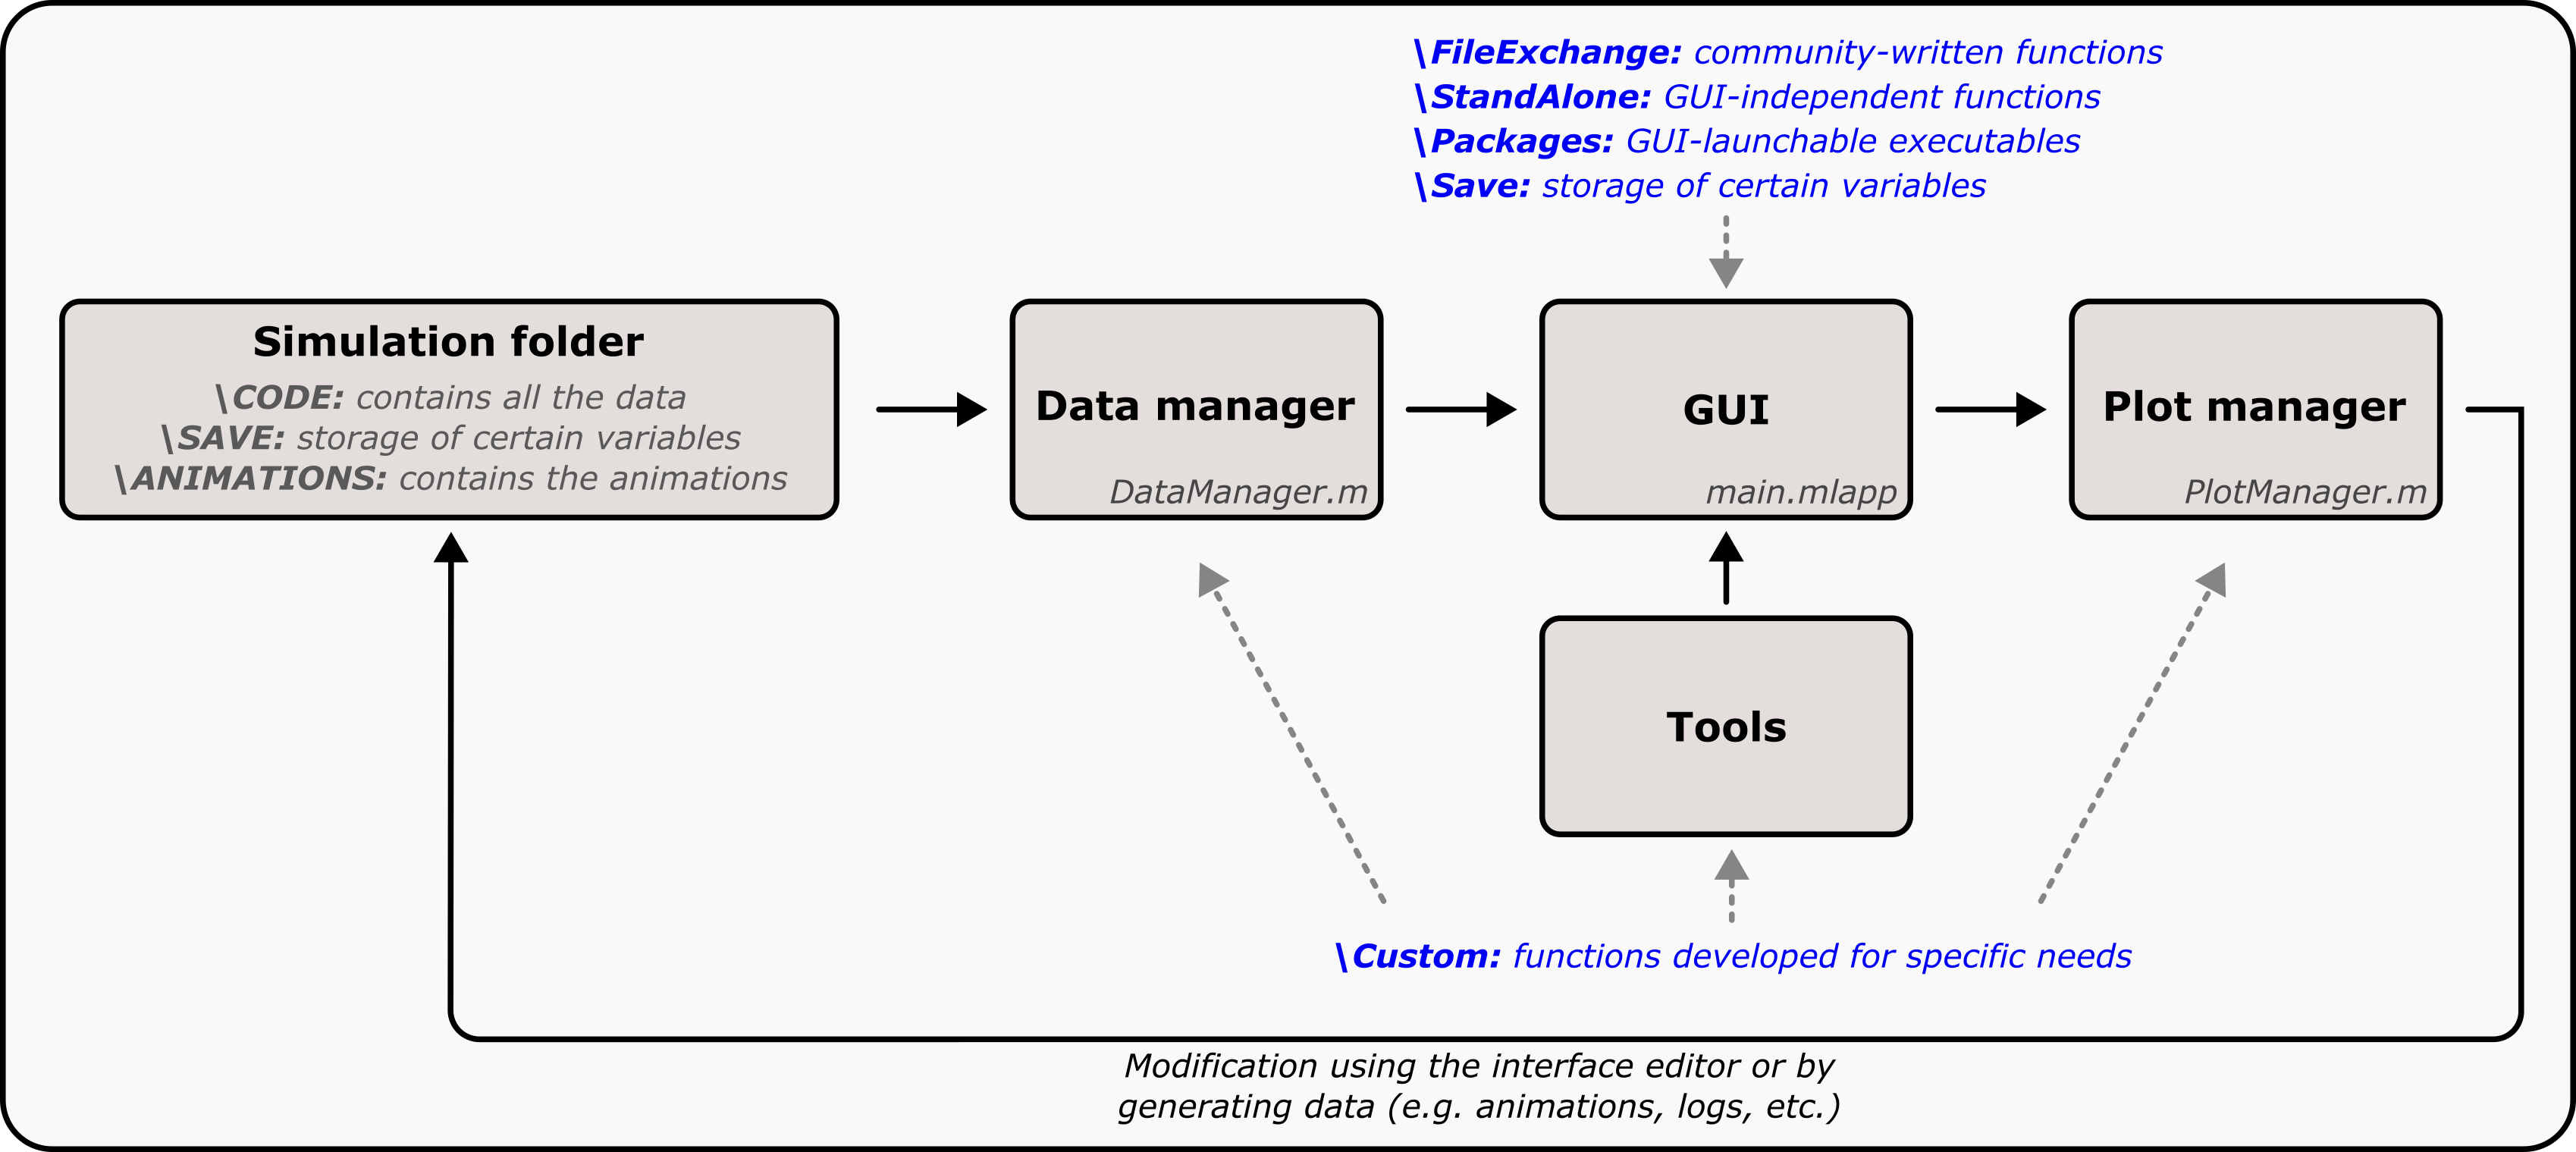 \FileExchange: community-written functions
\StandAlone: GUI-independent functions
\Packages: GUI-launchable executables
\Save: storage of certain variables
Simulation folder
\CODE: contains all the data
\SAVE: storage of certain variables
\ANIMATIONS: contains the animations
Data manager
DataManager.m
GUI
main.mlapp
Plot manager
PlotManager.m
Tools
\Custom: functions developed for specific needs
Modification using the interface editor or by
generating data (e.g. animations, logs, etc.)